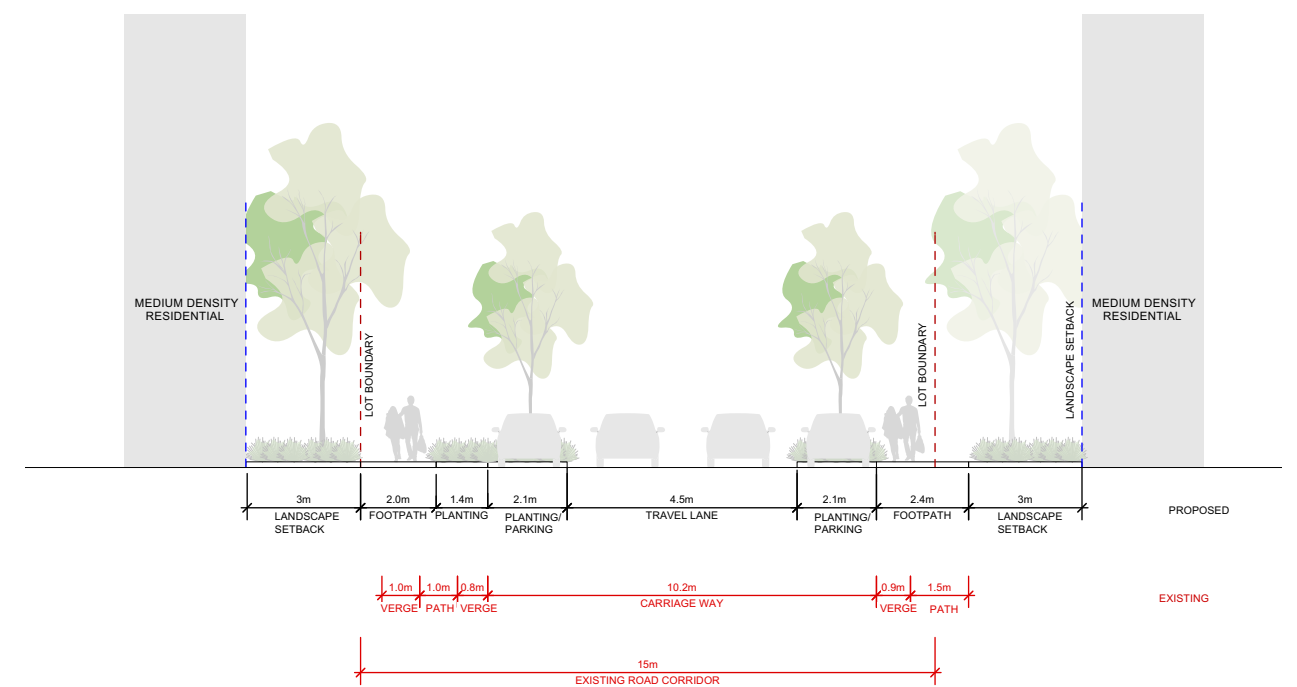 MEDIUM DENSITY
RESIDENTIAL
LOT BOUNDARY
LOT BOUNDARY
LANDSCAPE SETBACK
MEDIUM DENSITY
RESIDENTIAL
3m
2.0m
1.4m
2.1m
4.5m
2.1m
2.4m
3m
LANDSCAPE
SETBACK
FOOTPATH
PLANTING
PLANTING/
PARKING
TRAVEL LANE
PLANTING/
PARKING
FOOTPATH
LANDSCAPE
SETBACK
PROPOSED
1.0m
1.0m
0.8m
10.2m
0.9m
1.5m
VERGE
PATH
VERGE
CARRIAGE WAY
VERGE
PATH
EXISTING
15m
EXISTING ROAD CORRIDOR